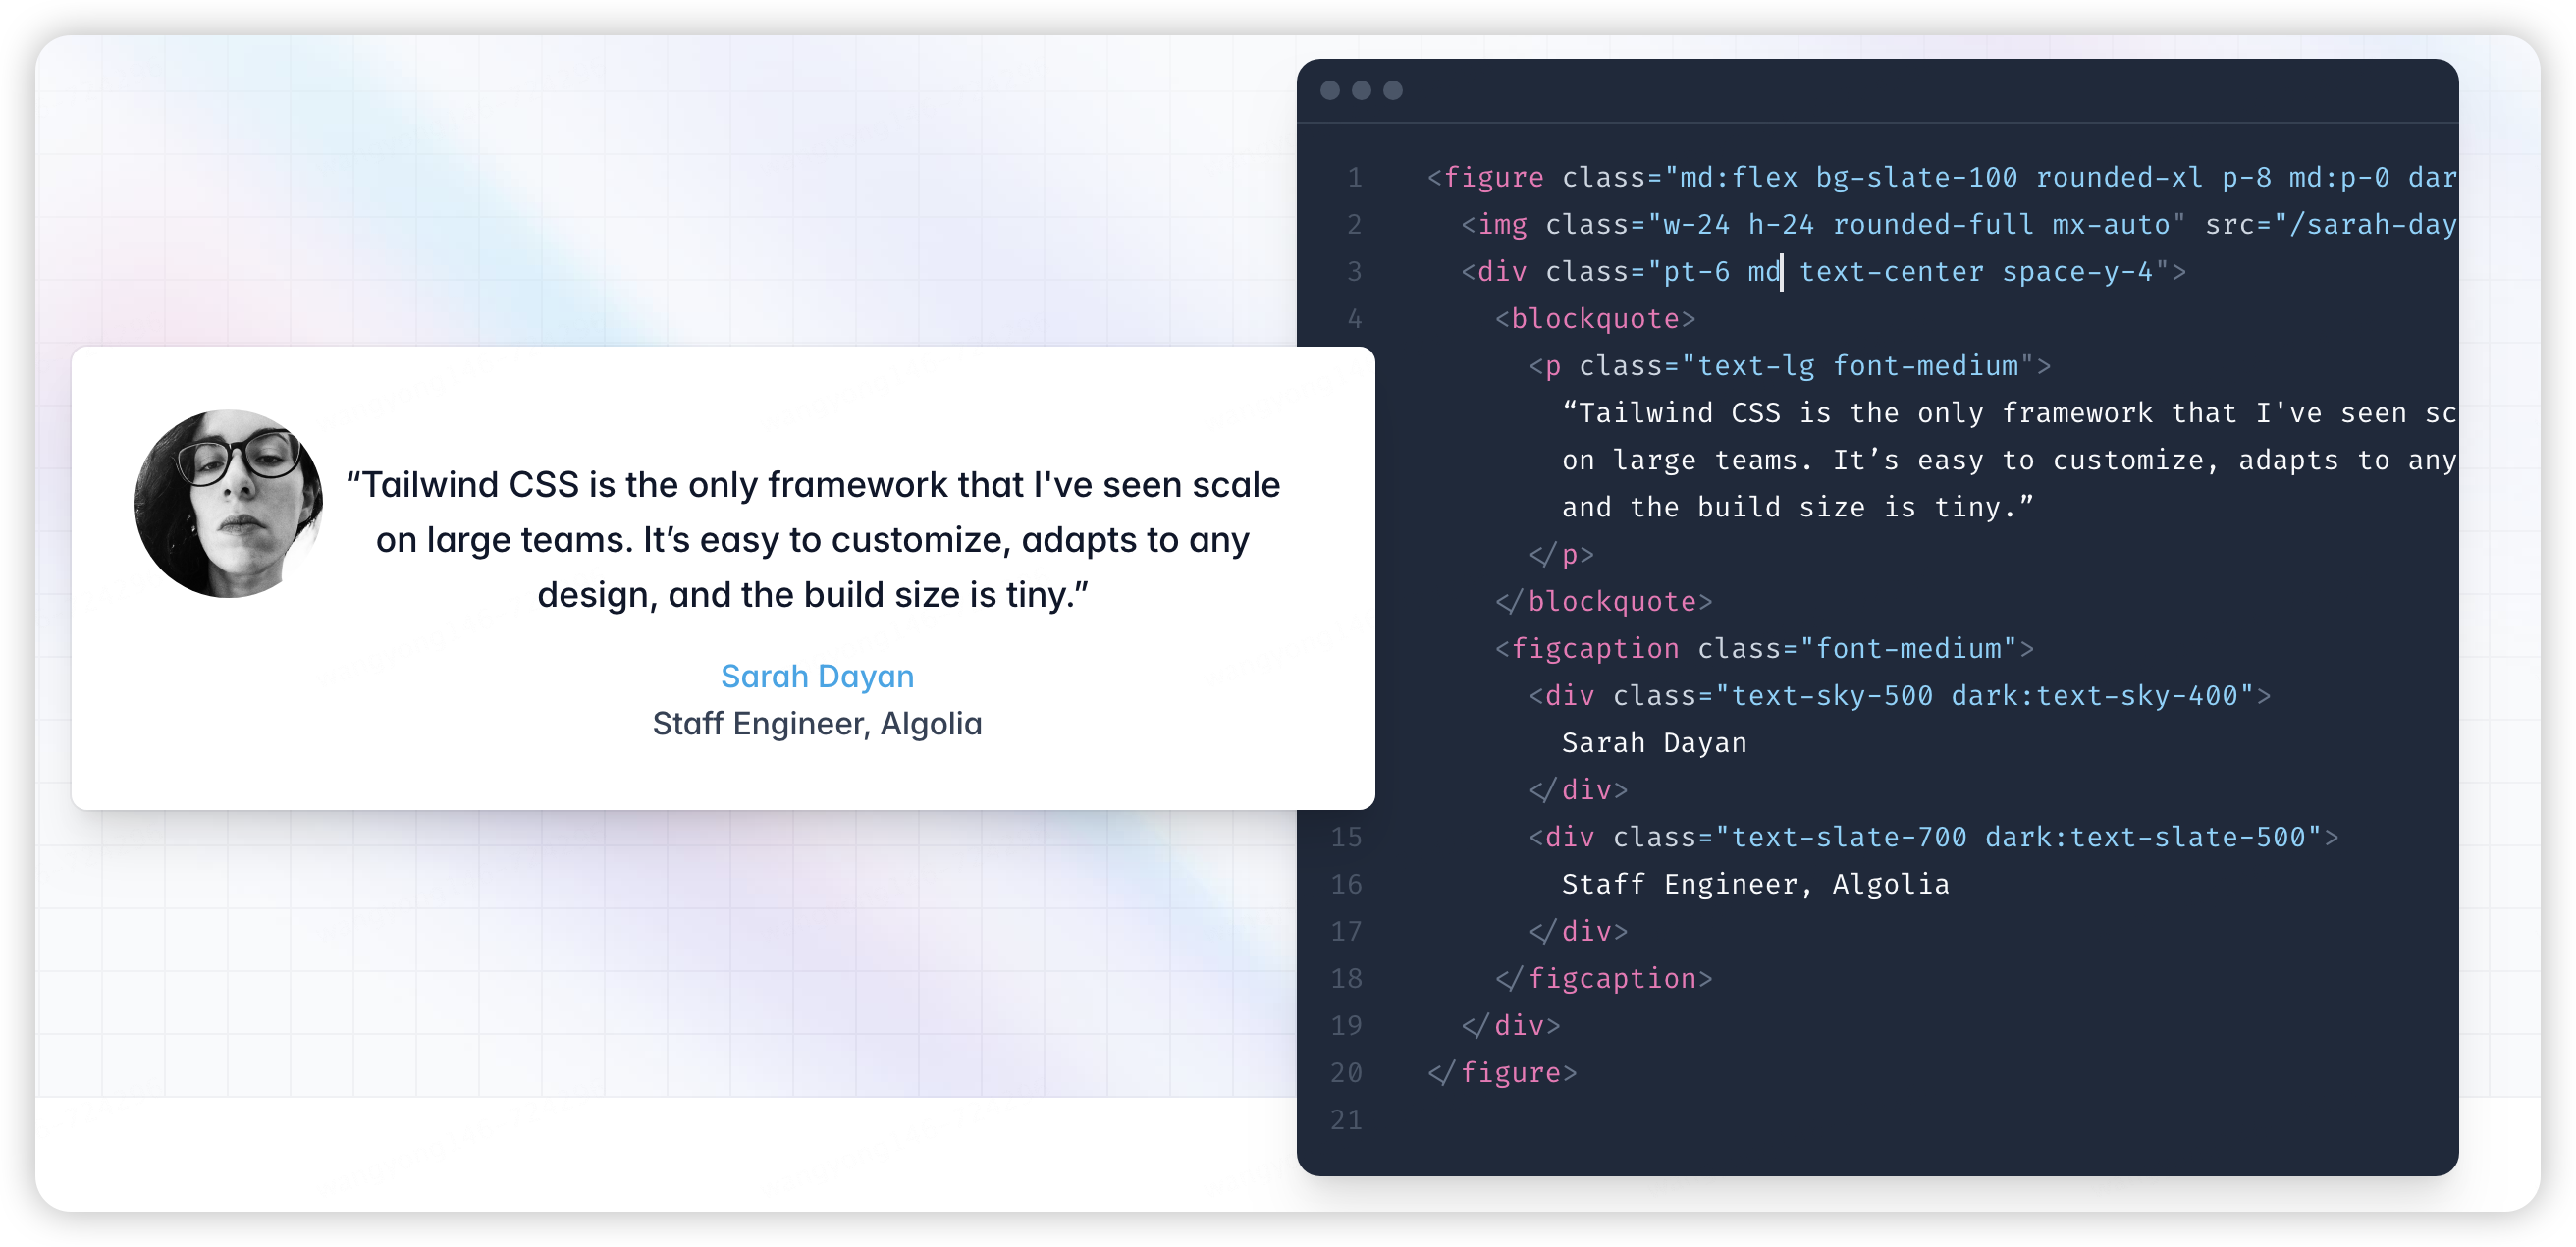 “Tailwind CSS is the only framework that I've seen scale
on large teams. It’s easy to customize, adapts to any
design, and the build size is tiny.”
Sarah Dayan
Staff Engineer, Algolia
1 <figure class="md:flex bg-slate-100 rounded-xl p-8 md:p-0 dar
2 <img class="w-24 h-24 rounded-full mx-auto" src="/sarah-day
3 <div class="pt-6 md text-center space-y-4">
4 <blockquote>
<p class="text-lg font-medium">
“Tailwind CSS is the only framework that I've seen sc
on large teams. It’s easy to customize, adapts to any
and the build size is tiny.”
</p>
</blockquote>
<figcaption class="font-medium">
<div class="text-sky-500 dark:text-sky-400">
Sarah Dayan
</div>
15 <div class="text-slate-700 dark:text-slate-500">
16 Staff Engineer, Algolia
17 </div>
18 </figcaption>
19 </div>
20 </figure>
21